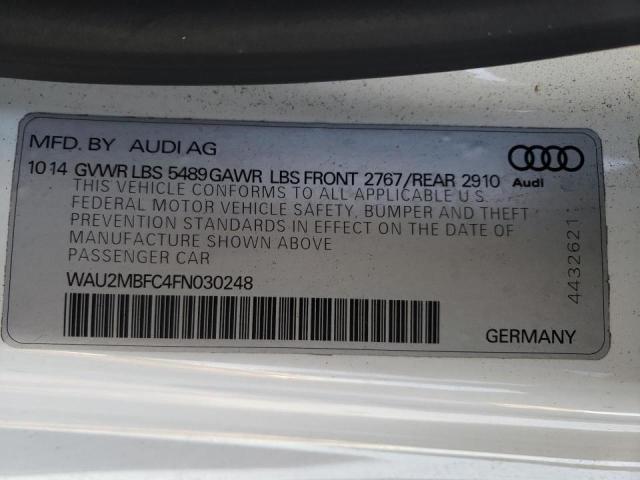 MFD. BY AUDI AG
10 14 GVWR LBS 5489 GAWR LBS FRONT 2767/REAR 2910
Audi
THIS VEHICLE CONFORMS TO ALL APPLICABLE U.S.
FEDERAL MOTOR VEHICLE SAFETY, BUMPER AND THEFT
PREVENTION STANDARDS IN EFFECT ON THE DATE OF
MANUFACTURE SHOWN ABOVE
PASSENGER CAR
WAU2MBFC4FN030248
44326211
GERMANY